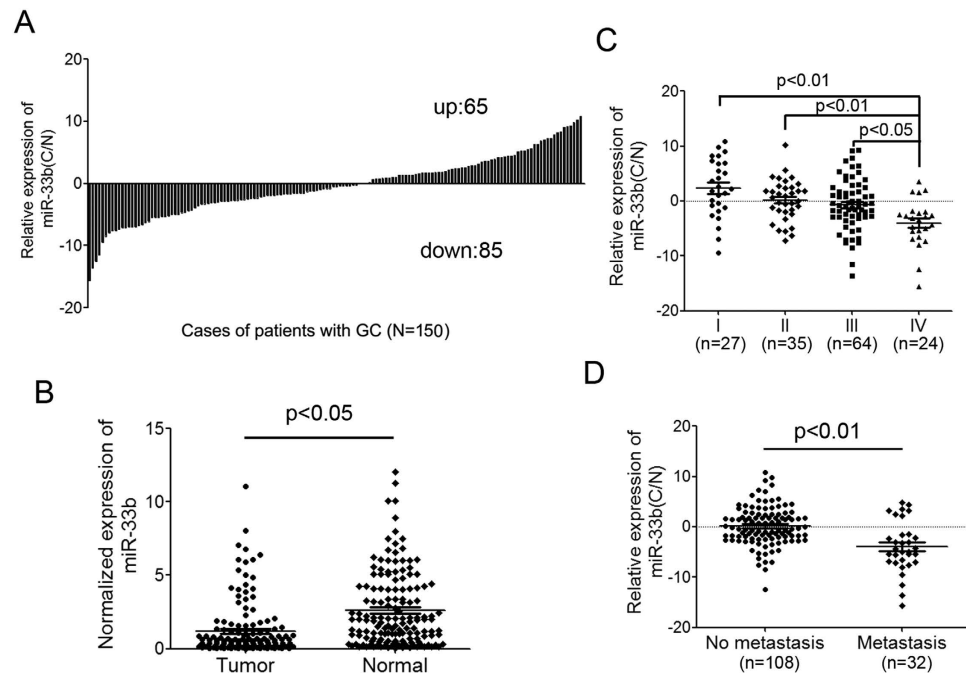 A
Relative expression of
miR-33b(C/N)
20
10
0
-10
-20
up:65
down:85
Cases of patients with GC (N=150)
B
Normalized expression of
miR-33b
15
10
5
0
p<0.05
Tumor
Normal
C
Relative expression of
miR-33b(C/N)
20
10
0
-10
-20
p<0.01
p<0.01
p<0.05
I
II
III
IV
(n=27)
(n=35)
(n=64)
(n=24)
D
Relative expression of
miR-33b(C/N)
20
10
0
-10
-20
p<0.01
No metastasis
Metastasis
(n=108)
(n=32)